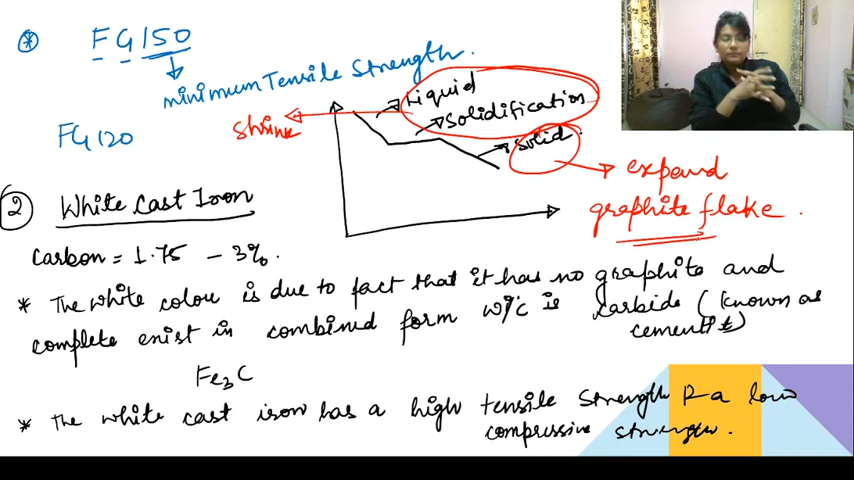 * FG150
minimum Tensile Strength.
FG120
Liquid
Solidification
Solid.
Shrink
expand
graphite flake.
② White Cast Iron
Carbon = 1.75 - 3%.
* The white colour is due to fact that it has no graphite and
complete exist in combined form is carbide (known as
cementite)
Fe3C
* The white cast iron has a high tensile strength & a low
compressive strength.